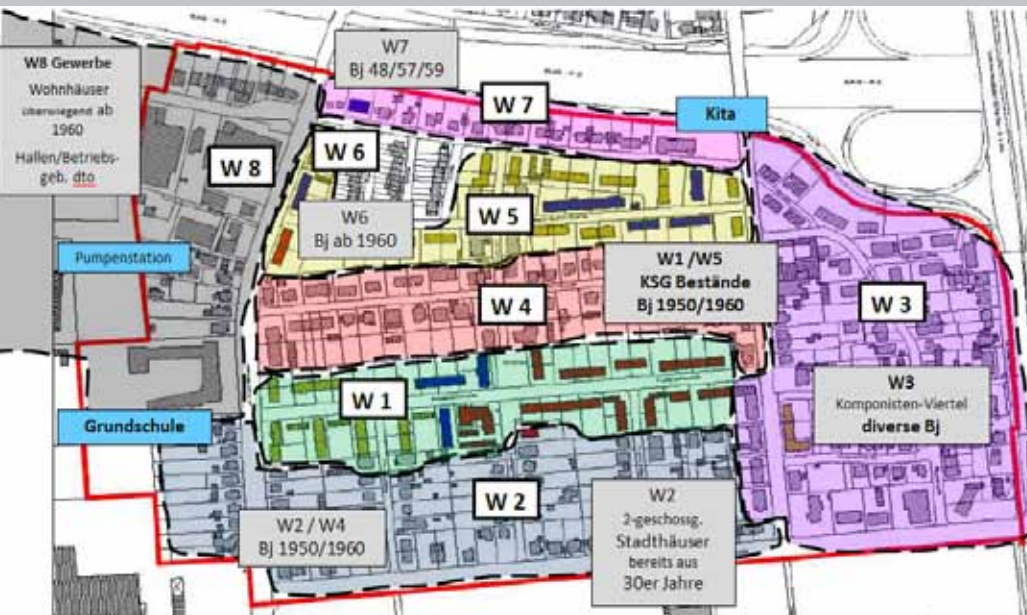 W8 Gewerbe
Wohnhäuser
überwiegend ab
1960
Hallen/Betriebs-
geb. dto
W7
Bj 48/57/59
W 7
Kita
W 6
W 8
W6
Bj ab 1960
W 5
Pumpenstation
W1 /W5
KSG Bestände
Bj 1950/1960
W 4
W 3
W 1
W3
Komponisten-Viertel
diverse Bj
Grundschule
W 2
W2 / W4
Bj 1950/1960
W2
2-geschossg.
Stadthäuser
bereits aus
30er Jahre